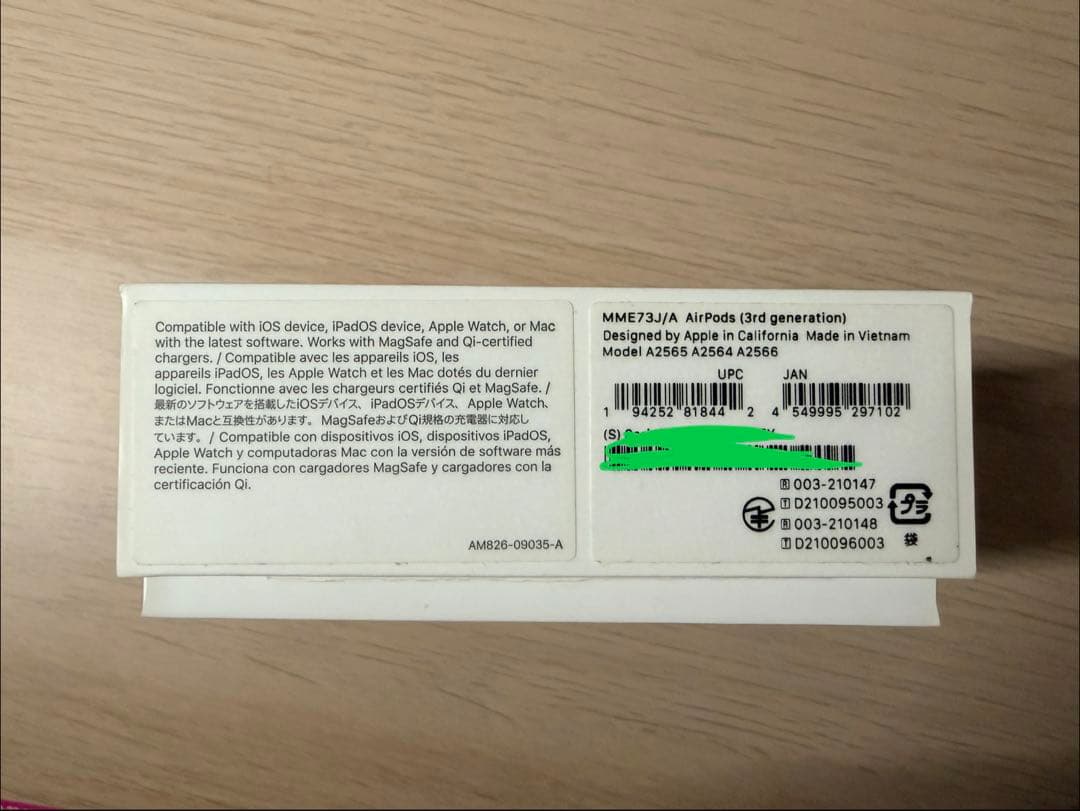 Compatible with iOS device, iPadOS device, Apple Watch, or Mac
with the latest software. Works with MagSafe and Qi-certified
chargers. / Compatible avec les appareils iOS, les
appareils iPadOS, les Apple Watch et les Mac dotés du dernier
logiciel. Fonctionne avec les chargeurs certifiés Qi et MagSafe. /
最新のソフトウェアを搭載したiOSデバイス、iPadOSデバイス、Apple Watch、
またはMacと互換性があります。MagSafeおよびQi規格の充電器に対応し
ています。 / Compatible con dispositivos iOS, dispositivos iPadOS,
Apple Watch y computadoras Mac con la versión de software más
reciente. Funciona con cargadores MagSafe y cargadores con la
certificación Qi.
AM826-09035-A
MME73J/A AirPods (3rd generation)
Designed by Apple in California Made in Vietnam
Model A2565 A2564 A2566
UPC JAN
1 94252 81844 2 4 549995 297102
(S)
R 003-210147
T D210095003
R 003-210148
T D210096003
プラ
袋